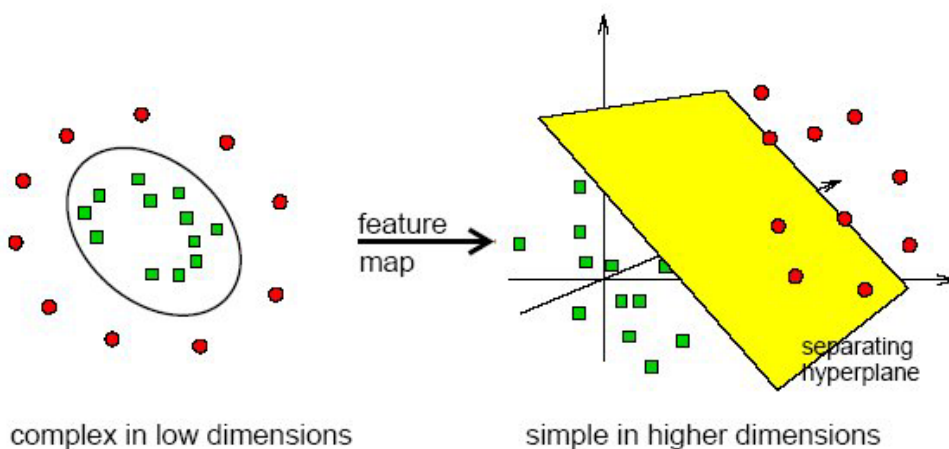 feature
map
separating
hyperplane
complex in low dimensions
simple in higher dimensions